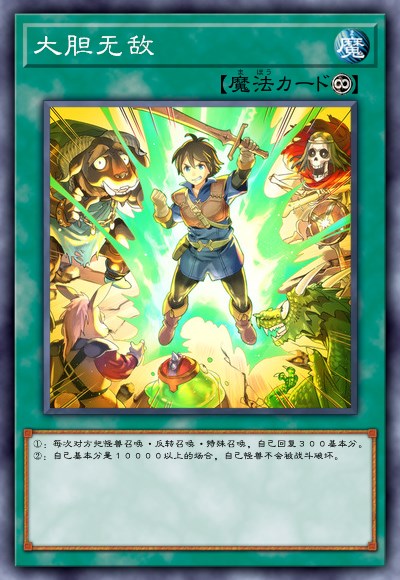 大胆无敌
魔
【魔法カード♾】
まほう
①：每次对方把怪兽召唤·反转召唤·特殊召唤，自己回复３００基本分。
②：自己基本分是１００００以上的场合，自己怪兽不会被战斗破坏。